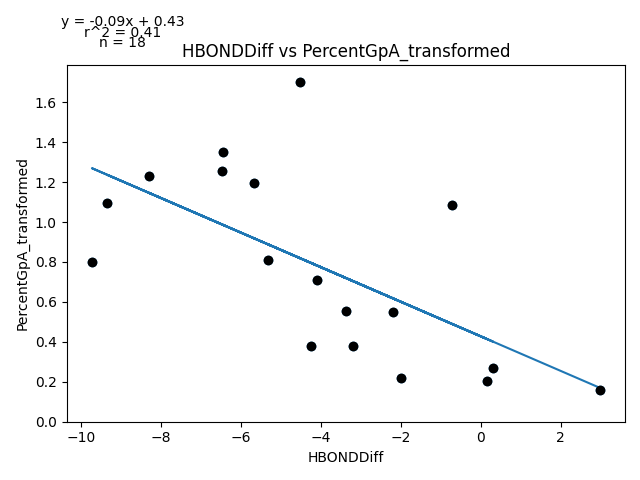 y = -0.09x + 0.43
r^2 = 0.41
n = 18
HBONDDiff vs PercentGpA_transformed
PercentGpA_transformed
1.6
1.4
1.2
1.0
0.8
0.6
0.4
0.2
0.0
−10 −8 −6 −4 −2 0 2
HBONDDiff